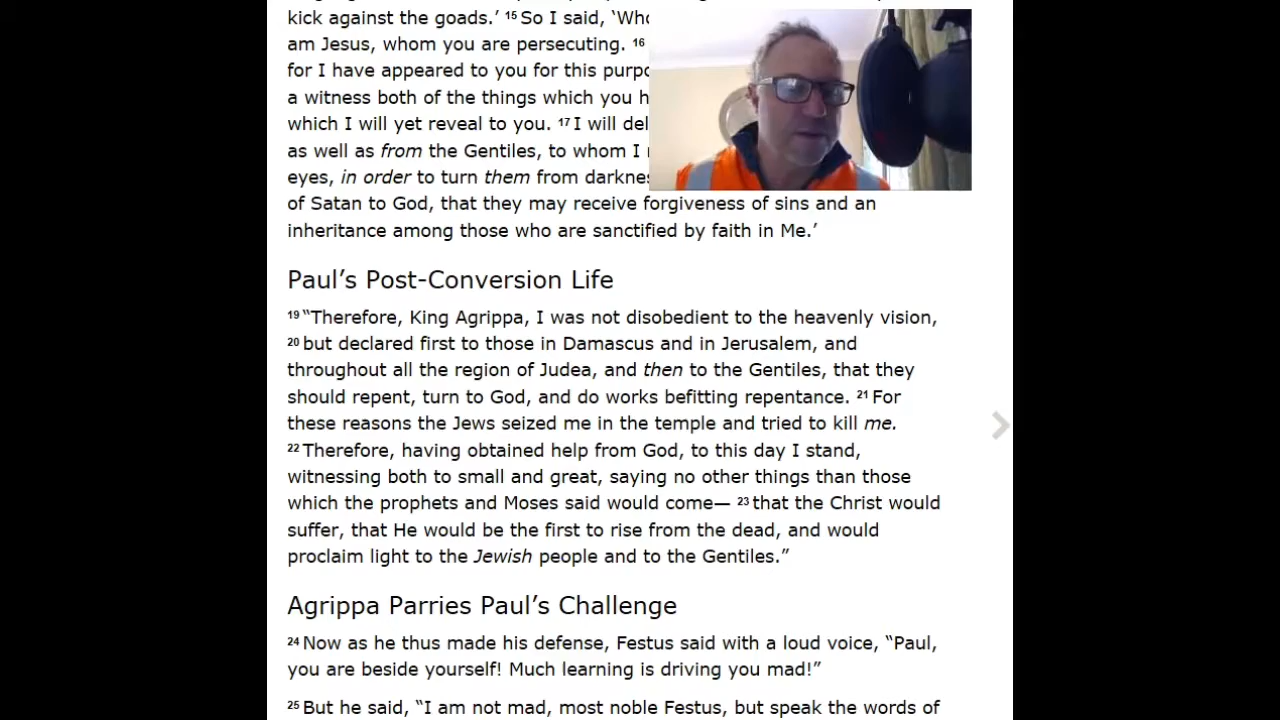 kick against the goads.’ 15 So I said, ‘Who
am Jesus, whom you are persecuting. 16
for I have appeared to you for this purpo
a witness both of the things which you h
which I will yet reveal to you. 17 I will del
as well as from the Gentiles, to whom I
eyes, in order to turn them from darknes
of Satan to God, that they may receive forgiveness of sins and an
inheritance among those who are sanctified by faith in Me.’
Paul’s Post-Conversion Life
19 “Therefore, King Agrippa, I was not disobedient to the heavenly vision,
20 but declared first to those in Damascus and in Jerusalem, and
throughout all the region of Judea, and then to the Gentiles, that they
should repent, turn to God, and do works befitting repentance. 21 For
these reasons the Jews seized me in the temple and tried to kill me.
22 Therefore, having obtained help from God, to this day I stand,
witnessing both to small and great, saying no other things than those
which the prophets and Moses said would come— 23 that the Christ would
suffer, that He would be the first to rise from the dead, and would
proclaim light to the Jewish people and to the Gentiles.”
Agrippa Parries Paul’s Challenge
24 Now as he thus made his defense, Festus said with a loud voice, “Paul,
you are beside yourself! Much learning is driving you mad!”
25 But he said, “I am not mad, most noble Festus, but speak the words of